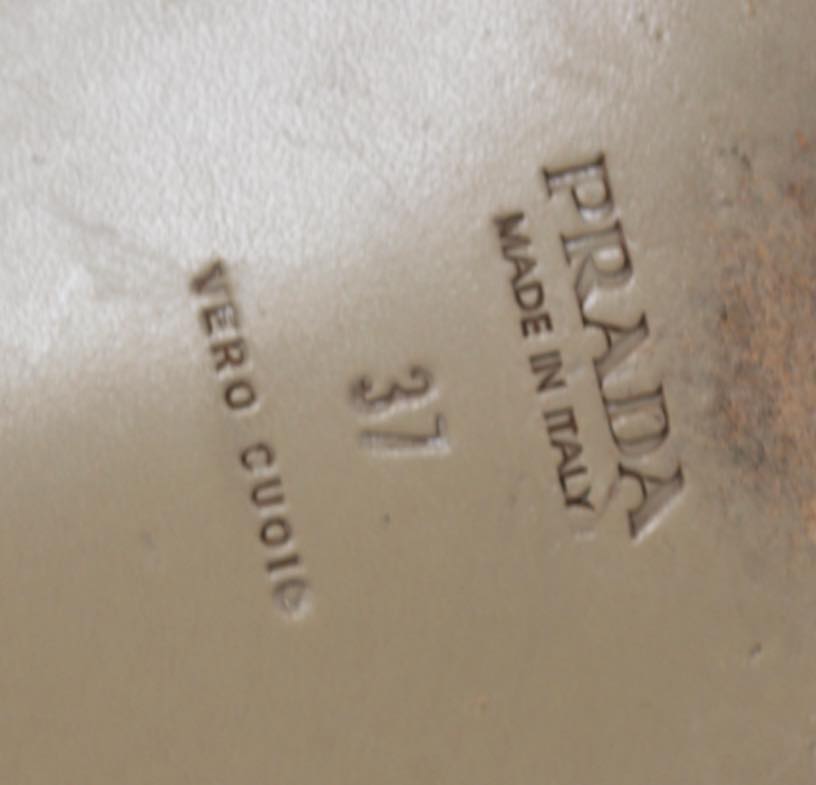 PRADA
MADE IN ITALY
37
VERO CUOIO